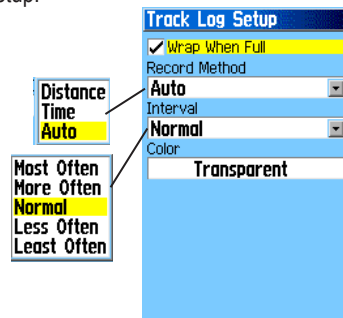 setup.
Track Log Setup
Wrap When Full
Record Method
Auto
Interval
Normal
Color
Transparent
Distance
Time
Auto
Most Often
More Often
Normal
Less Often
Least Often